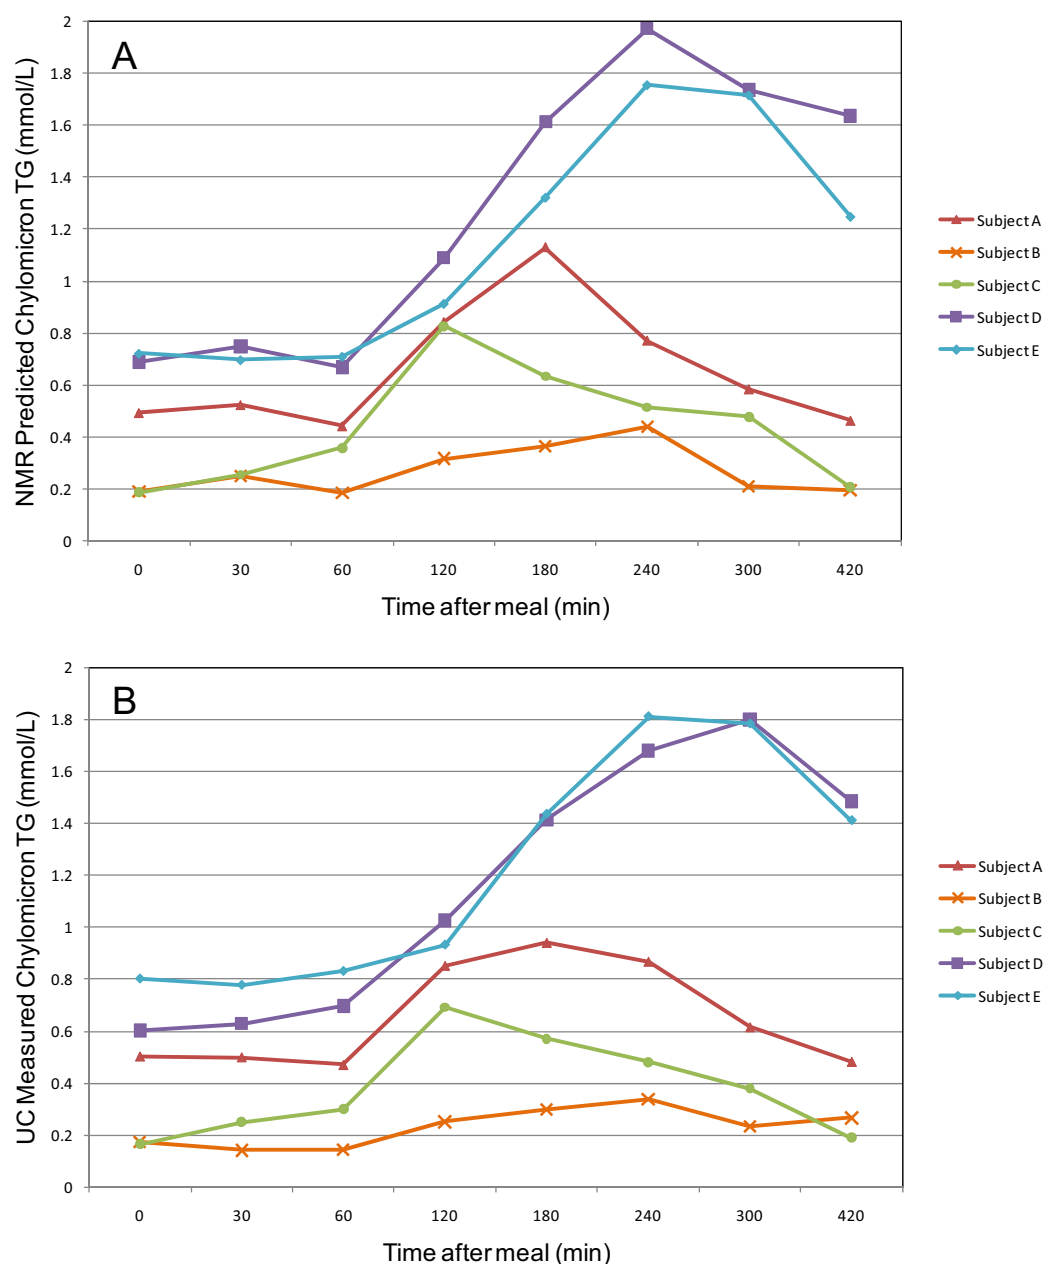 A
NMR Predicted Chylomicron TG (mmol/L)
2
1.8
1.6
1.4
1.2
1
0.8
0.6
0.4
0.2
0
0 30 60 120 180 240 300 420
Time after meal (min)
Subject A
Subject B
Subject C
Subject D
Subject E
B
UC Measured Chylomicron TG (mmol/L)
2
1.8
1.6
1.4
1.2
1
0.8
0.6
0.4
0.2
0
0 30 60 120 180 240 300 420
Time after meal (min)
Subject A
Subject B
Subject C
Subject D
Subject E